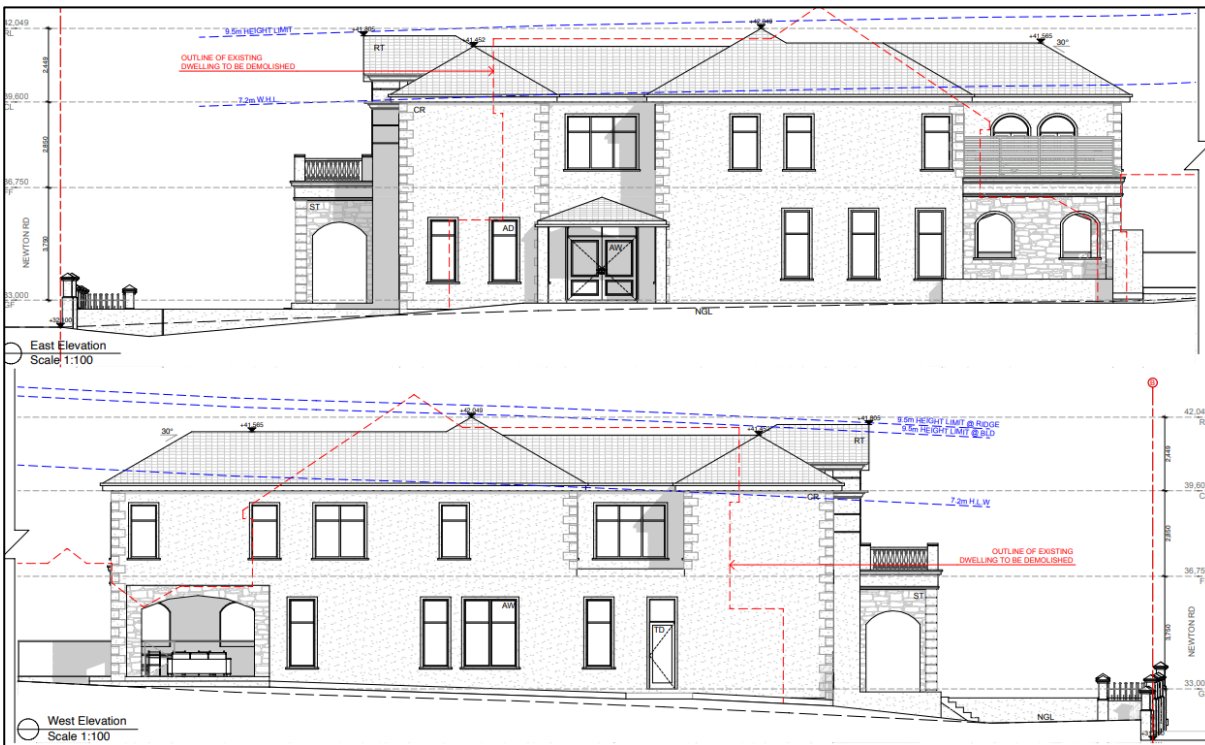 42,049
RL
9.5m HEIGHT LIMIT
+41,805
RT
+41,452
+42,049
+41,565
30°
OUTLINE OF EXISTING
DWELLING TO BE DEMOLISHED
2,449
39,600
CL
7.2m W.H.L
CR
2,850
36,750
ST
AD
AW
NEWTON RD
3,750
33,000
GF
NGL
East Elevation
Scale 1:100
B
30°
+41,565
+42,049
+41,805
9.5m HEIGHT LIMIT @ RIDGE
9.5m HEIGHT LIMIT @ BLD
42,04
R
RT
2,449
CR
39,60
C
7.2m H.L.W
2,850
OUTLINE OF EXISTING
DWELLING TO BE DEMOLISHED
36,75
F
AW
ST
TD
3,750
NEWTON RD
33,00
G
NGL
West Elevation
Scale 1:100